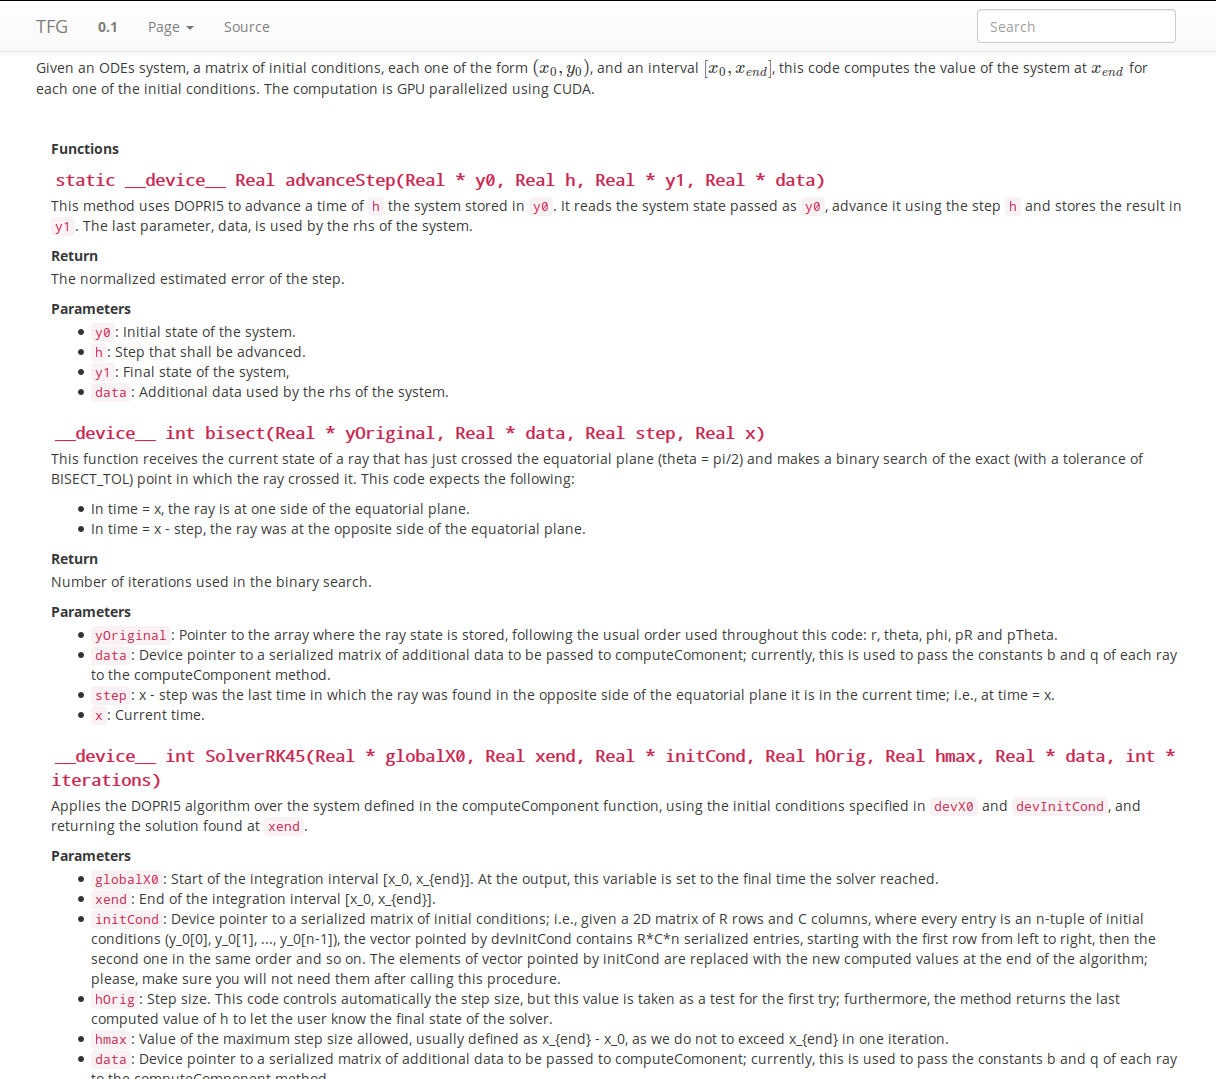 TFG 0.1 Page Source Search
Given an ODEs system, a matrix of initial conditions, each one of the form (x₀, y₀), and an interval [x₀, x_end], this code computes the value of the system at x_end for
each one of the initial conditions. The computation is GPU parallelized using CUDA.
Functions
static __device__ Real advanceStep(Real * y0, Real h, Real * y1, Real * data)
This method uses DOPRI5 to advance a time of h the system stored in y0. It reads the system state passed as y0, advance it using the step h and stores the result in
y1. The last parameter, data, is used by the rhs of the system.
Return
The normalized estimated error of the step.
Parameters
• y0: Initial state of the system.
• h: Step that shall be advanced.
• y1: Final state of the system,
• data: Additional data used by the rhs of the system.
__device__ int bisect(Real * yOriginal, Real * data, Real step, Real x)
This function receives the current state of a ray that has just crossed the equatorial plane (theta = pi/2) and makes a binary search of the exact (with a tolerance of
BISECT_TOL) point in which the ray crossed it. This code expects the following:
• In time = x, the ray is at one side of the equatorial plane.
• In time = x - step, the ray was at the opposite side of the equatorial plane.
Return
Number of iterations used in the binary search.
Parameters
• yOriginal: Pointer to the array where the ray state is stored, following the usual order used throughout this code: r, theta, phi, pR and pTheta.
• data: Device pointer to a serialized matrix of additional data to be passed to computeComonent; currently, this is used to pass the constants b and q of each ray
to the computeComponent method.
• step: x - step was the last time in which the ray was found in the opposite side of the equatorial plane it is in the current time; i.e., at time = x.
• x: Current time.
__device__ int SolverRK45(Real * globalX0, Real xend, Real * initCond, Real hOrig, Real hmax, Real * data, int *
iterations)
Applies the DOPRI5 algorithm over the system defined in the computeComponent function, using the initial conditions specified in devX0 and devInitCond, and
returning the solution found at xend.
Parameters
• globalX0: Start of the integration interval [x_0, x_{end}]. At the output, this variable is set to the final time the solver reached.
• xend: End of the integration interval [x_0, x_{end}].
• initCond: Device pointer to a serialized matrix of initial conditions; i.e., given a 2D matrix of R rows and C columns, where every entry is an n-tuple of initial
conditions (y_0[0], y_0[1], ..., y_0[n-1]), the vector pointed by devInitCond contains R*C*n serialized entries, starting with the first row from left to right, then the
second one in the same order and so on. The elements of vector pointed by initCond are replaced with the new computed values at the end of the algorithm;
please, make sure you will not need them after calling this procedure.
• hOrig: Step size. This code controls automatically the step size, but this value is taken as a test for the first try; furthermore, the method returns the last
computed value of h to let the user know the final state of the solver.
• hmax: Value of the maximum step size allowed, usually defined as x_{end} - x_0, as we do not to exceed x_{end} in one iteration.
• data: Device pointer to a serialized matrix of additional data to be passed to computeComonent; currently, this is used to pass the constants b and q of each ray
to the computeComponent method.